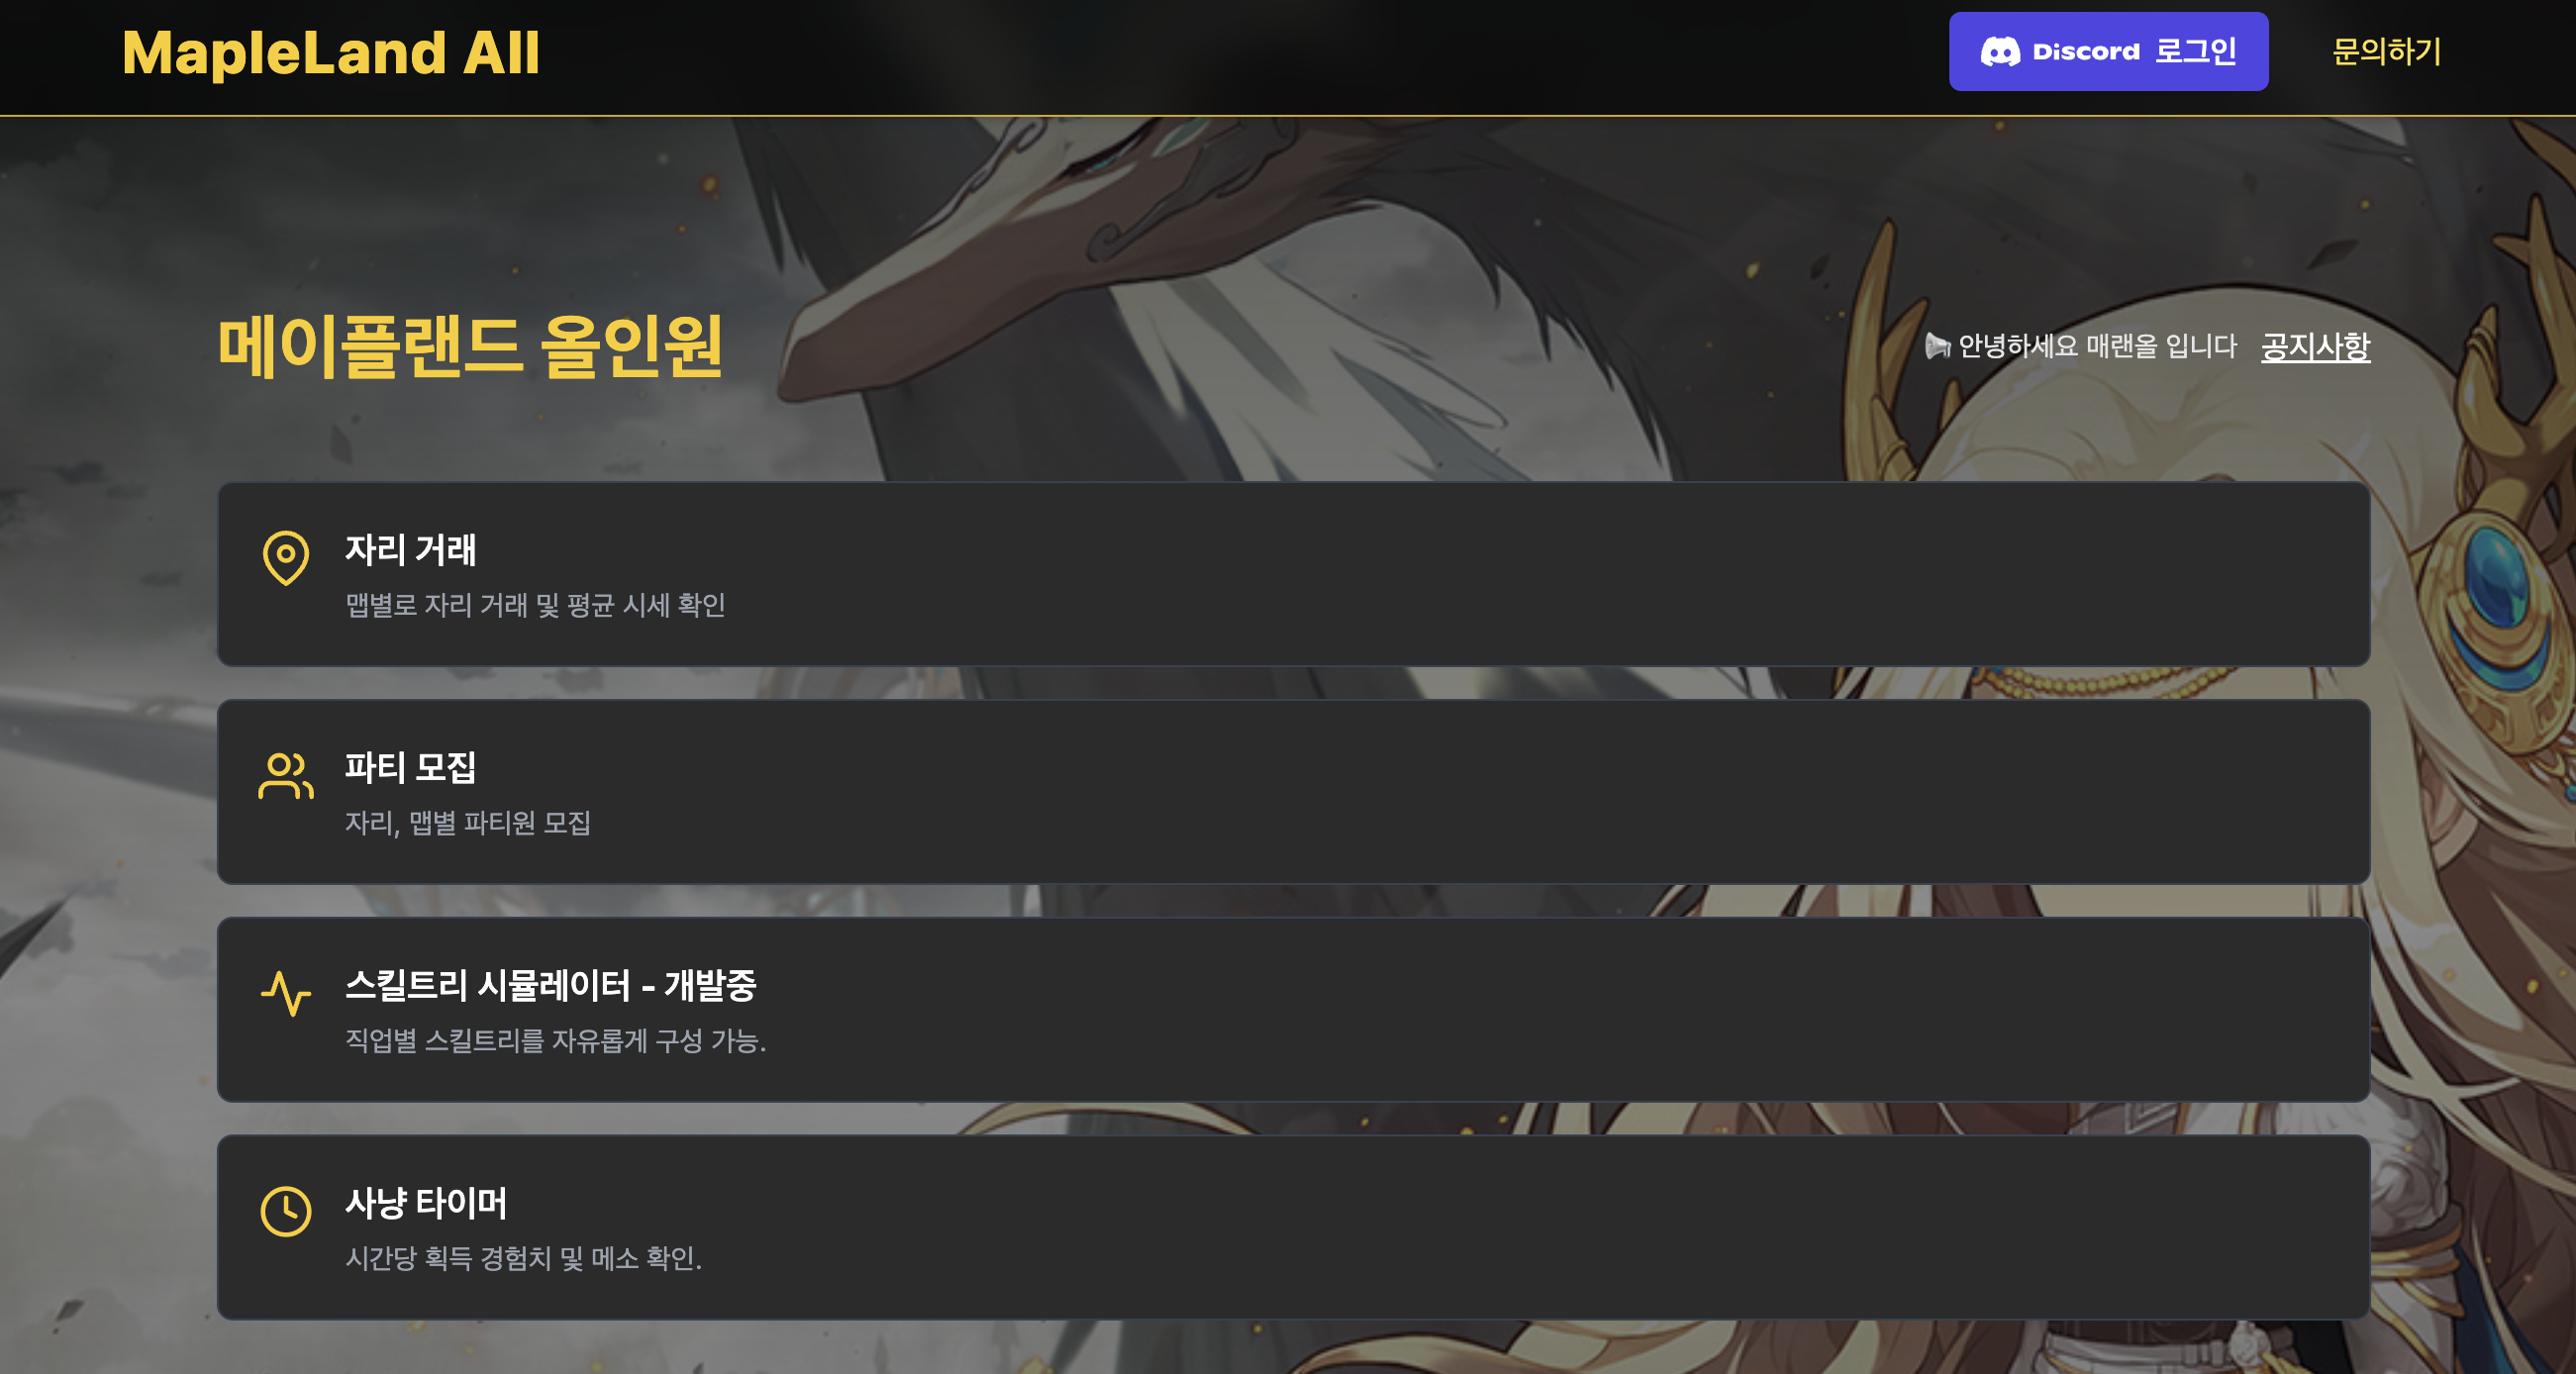 MapleLand All
Discord 로그인
문의하기
메이플랜드 올인원
안녕하세요 매랜올 입니다 공지사항
자리 거래
맵별로 자리 거래 및 평균 시세 확인
파티 모집
자리, 맵별 파티원 모집
스킬트리 시뮬레이터 - 개발중
직업별 스킬트리를 자유롭게 구성 가능.
사냥 타이머
시간당 획득 경험치 및 메소 확인.